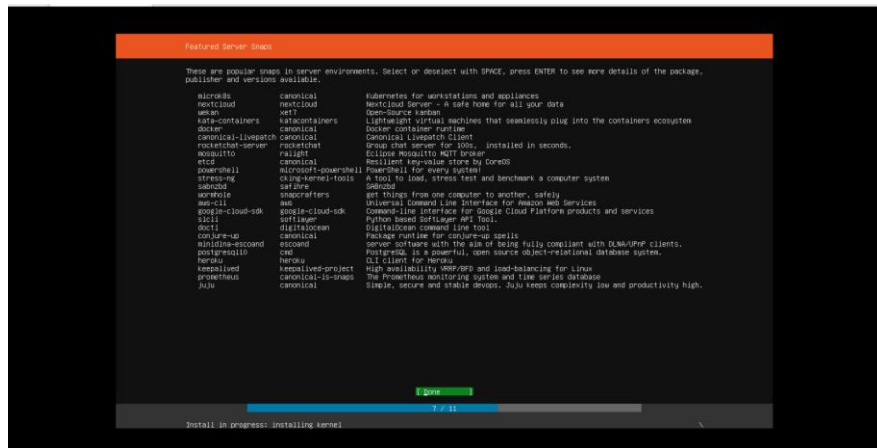 Featured Server Snaps
These are popular snaps in server environments. Select or deselect with SPACE, press ENTER to see more details of the package,
publisher and versions available.
microk8s canonical Kubernetes for workstations and appliances
nextcloud nextcloud Nextcloud Server - A safe home for all your data
wekan xet7 Open-Source kanban
kata-containers katacontainers Lightweight virtual machines that seamlessly plug into the containers ecosystem
docker canonical Docker container runtime
canonical-livepatch canonical Canonical Livepatch Client
rocketchat-server rocketchat Group chat server for 100s, installed in seconds.
mosquitto ralight Eclipse Mosquitto MQTT broker
etcd canonical Resilient key-value store by CoreOS
powershell microsoft-powershell PowerShell for every system!
stress-ng cking-kernel-tools A tool to load, stress test and benchmark a computer system
sabnzbd safihre SABnzbd
wormhole snapcrafters get things from one computer to another, safely
aws-cli aws Universal Command Line Interface for Amazon Web Services
google-cloud-sdk google-cloud-sdk Command-line interface for Google Cloud Platform products and services
slcli softlayer Python based SoftLayer API Tool.
doctl digitalocean DigitalOcean command line tool
conjure-up canonical Package runtime for conjure-up spells
minidlna-escoand escoand server software with the aim of being fully compliant with DLNA/UPnP clients.
postgresql10 cmd PostgreSQL is a powerful, open source object-relational database system.
heroku heroku CLI client for Heroku
keepalived keepalived-project High availability VRRP/BFD and load-balancing for Linux
prometheus canonical-is-snaps The Prometheus monitoring system and time series database
juju canonical Simple, secure and stable devops. Juju keeps complexity low and productivity high.
[ Done ]
7 / 11
Install in progress: installing kernel \